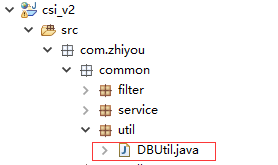 csi_v2
src
com.zhiyou
common
filter
service
util
DBUtil.java